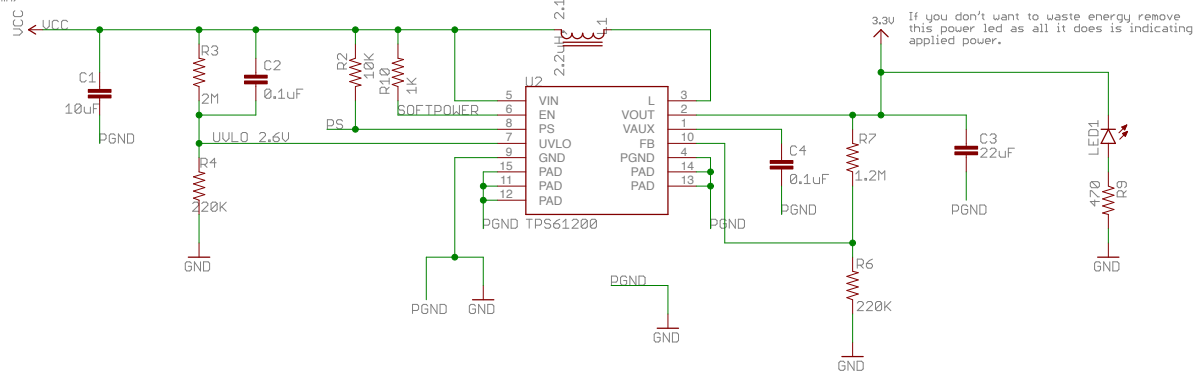 VCC
VCC
R3
2M
C2
0.1uF
C1
10uF
PGND
R2
10K
R10
1K
SOFTPOWER
PS
UVLO 2.6V
R4
220K
GND
2.2uH
2.1
1
U2
5
6
8
7
9
15
11
12
VIN
EN
PS
UVLO
GND
PAD
PAD
PAD
L
VOUT
VAUX
FB
PGND
PAD
PAD
3
2
1
10
4
14
13
TPS61200
PGND
PGND
PGND
GND
PGND
GND
C4
0.1uF
PGND
R7
1.2M
R6
220K
GND
3.3V
If you don't want to waste energy remove
this power led as all it does is indicating
applied power.
C3
22uF
PGND
LED1
470
R9
GND